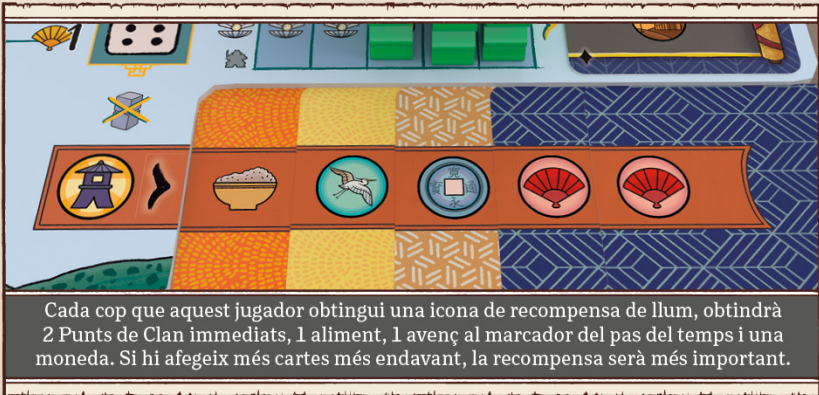 1
Cada cop que aquest jugador obtingui una icona de recompensa de llum, obtindrà
2 Punts de Clan immediats, 1 aliment, 1 avenç al marcador del pas del temps i una
moneda. Si hi afegeix més cartes més endavant, la recompensa serà més important.